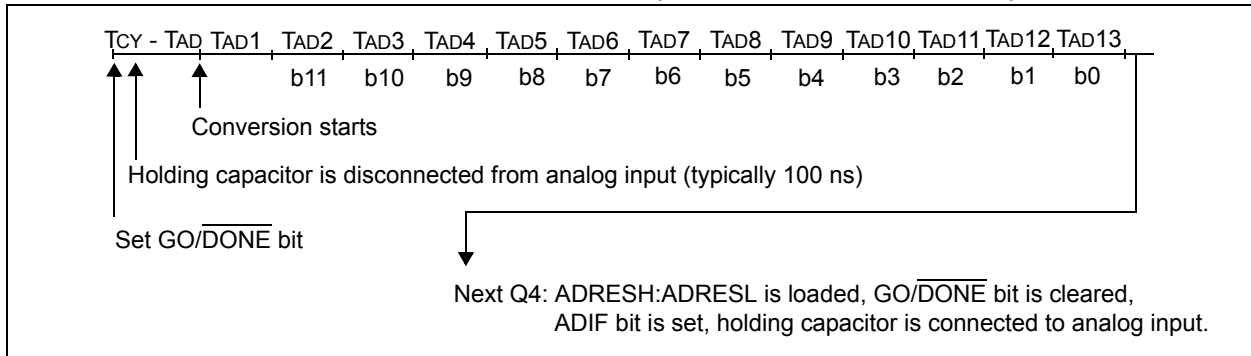 TCY - TAD TAD1 TAD2 TAD3 TAD4 TAD5 TAD6 TAD7 TAD8 TAD9 TAD10 TAD11 TAD12 TAD13
b11 b10 b9 b8 b7 b6 b5 b4 b3 b2 b1 b0
Conversion starts
Holding capacitor is disconnected from analog input (typically 100 ns)
Set GO/DONE bit
Next Q4: ADRESH:ADRESL is loaded, GO/DONE bit is cleared,
ADIF bit is set, holding capacitor is connected to analog input.